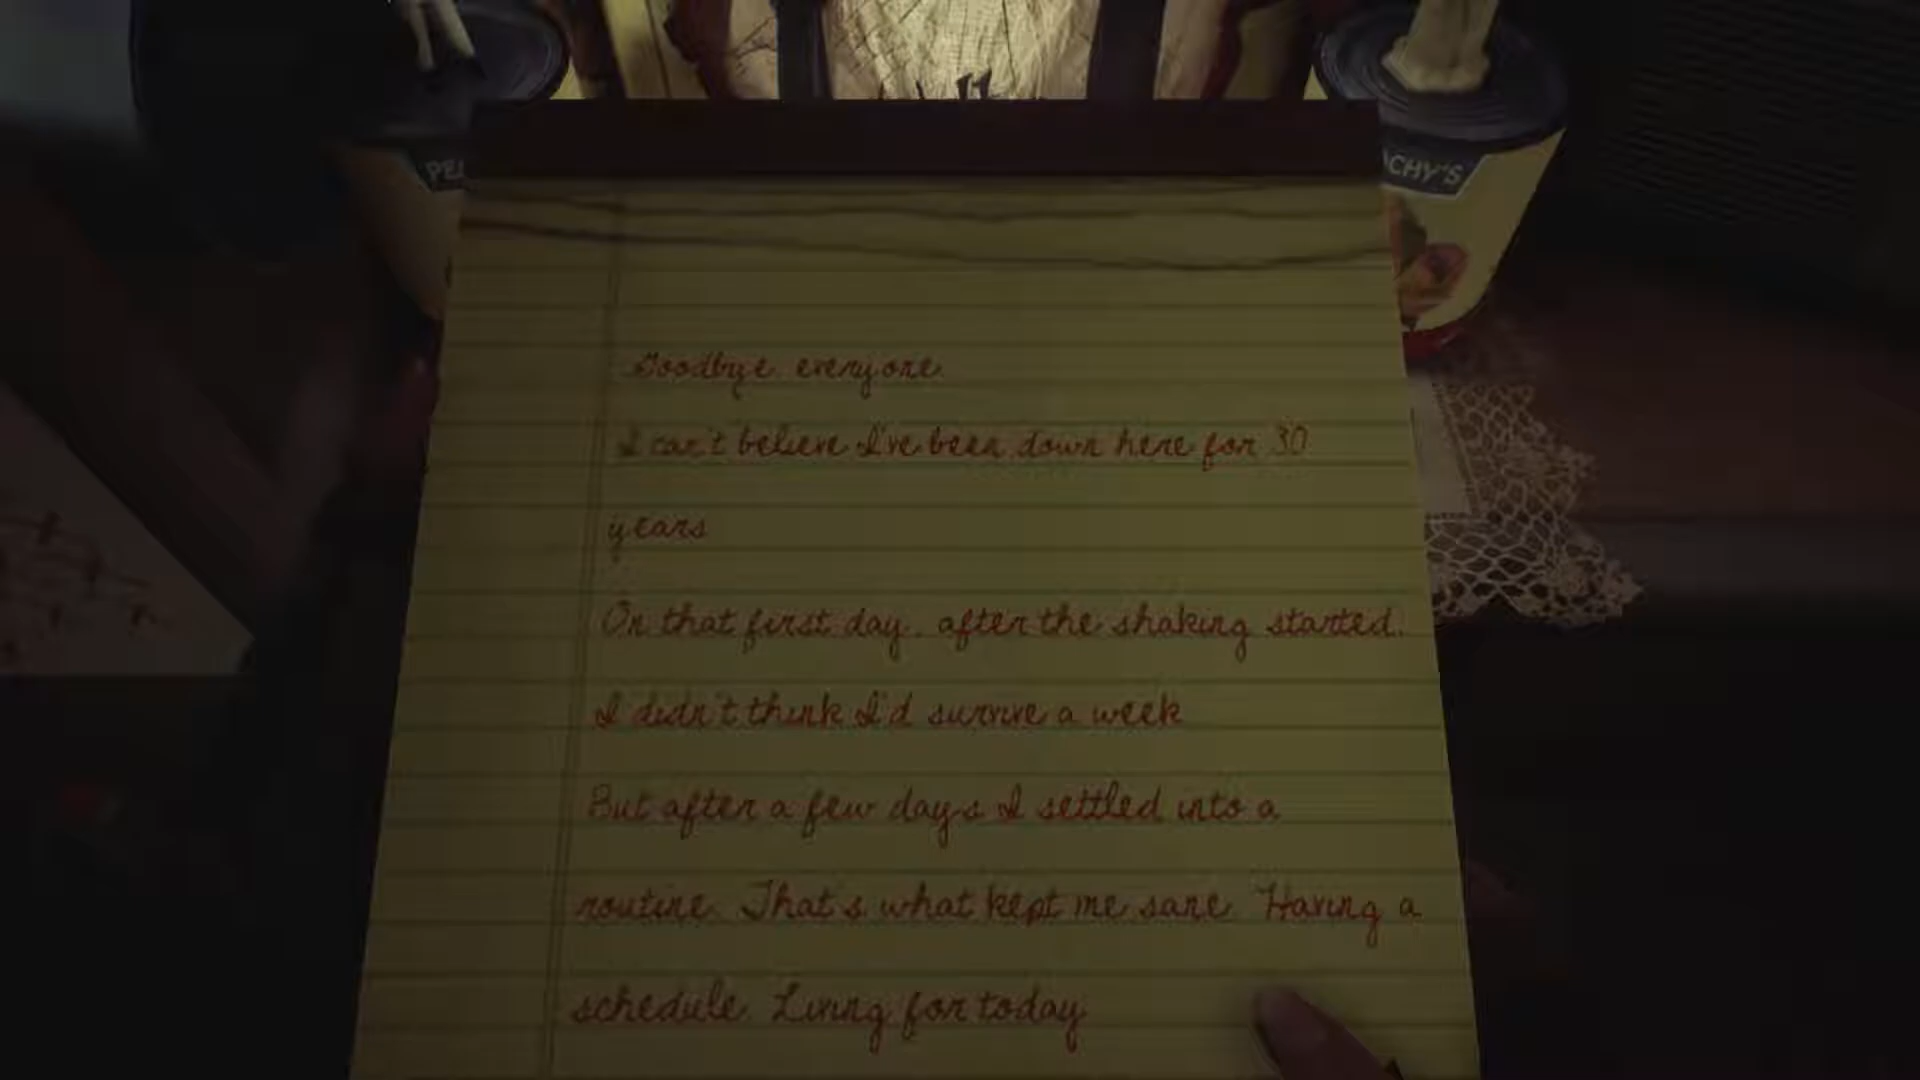 PE
CHY'S
Goodbye everyone.
I can't believe I've been down here for 30
years
On that first day, after the shaking started,
I didn't think I'd survive a week
But after a few days I settled into a
routine. That's what kept me sane. Having a
schedule. Living for today